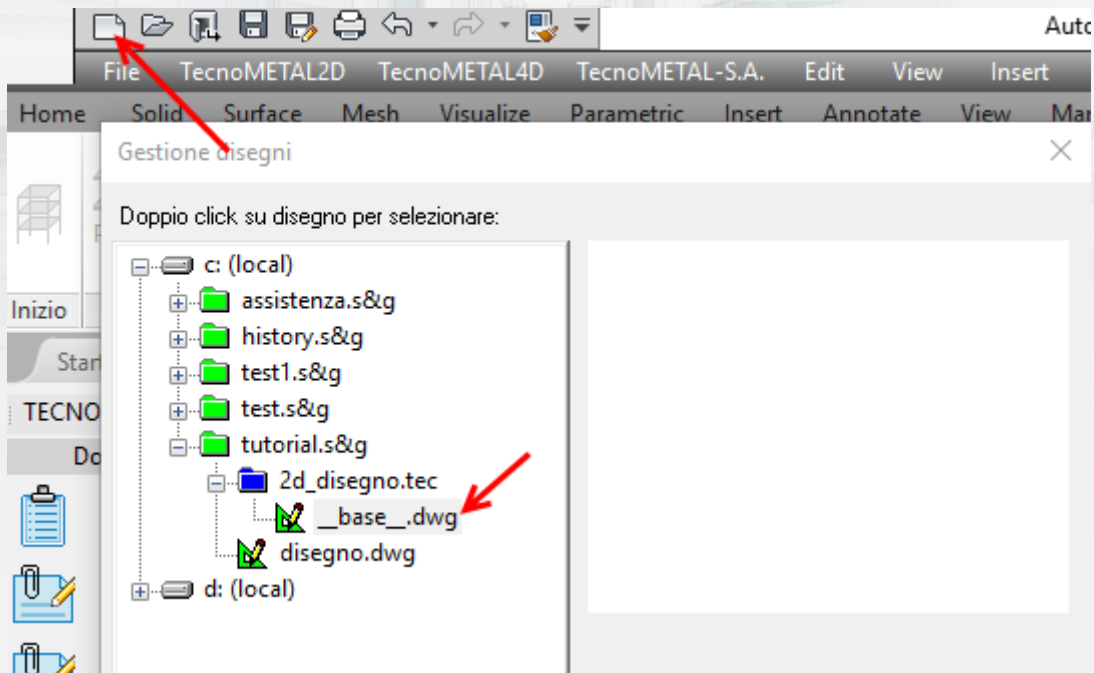 Auto
File TecnoMETAL2D TecnoMETAL4D TecnoMETAL-S.A. Edit View Insert
Home Solid Surface Mesh Visualize Parametric Insert Annotate View Mar
Gestione disegni
Doppio click su disegno per selezionare:
c: (local)
assistenza.s&g
Inizio
history.s&g
test1.s&g
Start
test.s&g
TECNO
tutorial.s&g
Do
2d_disegno.tec
__base__.dwg
disegno.dwg
d: (local)